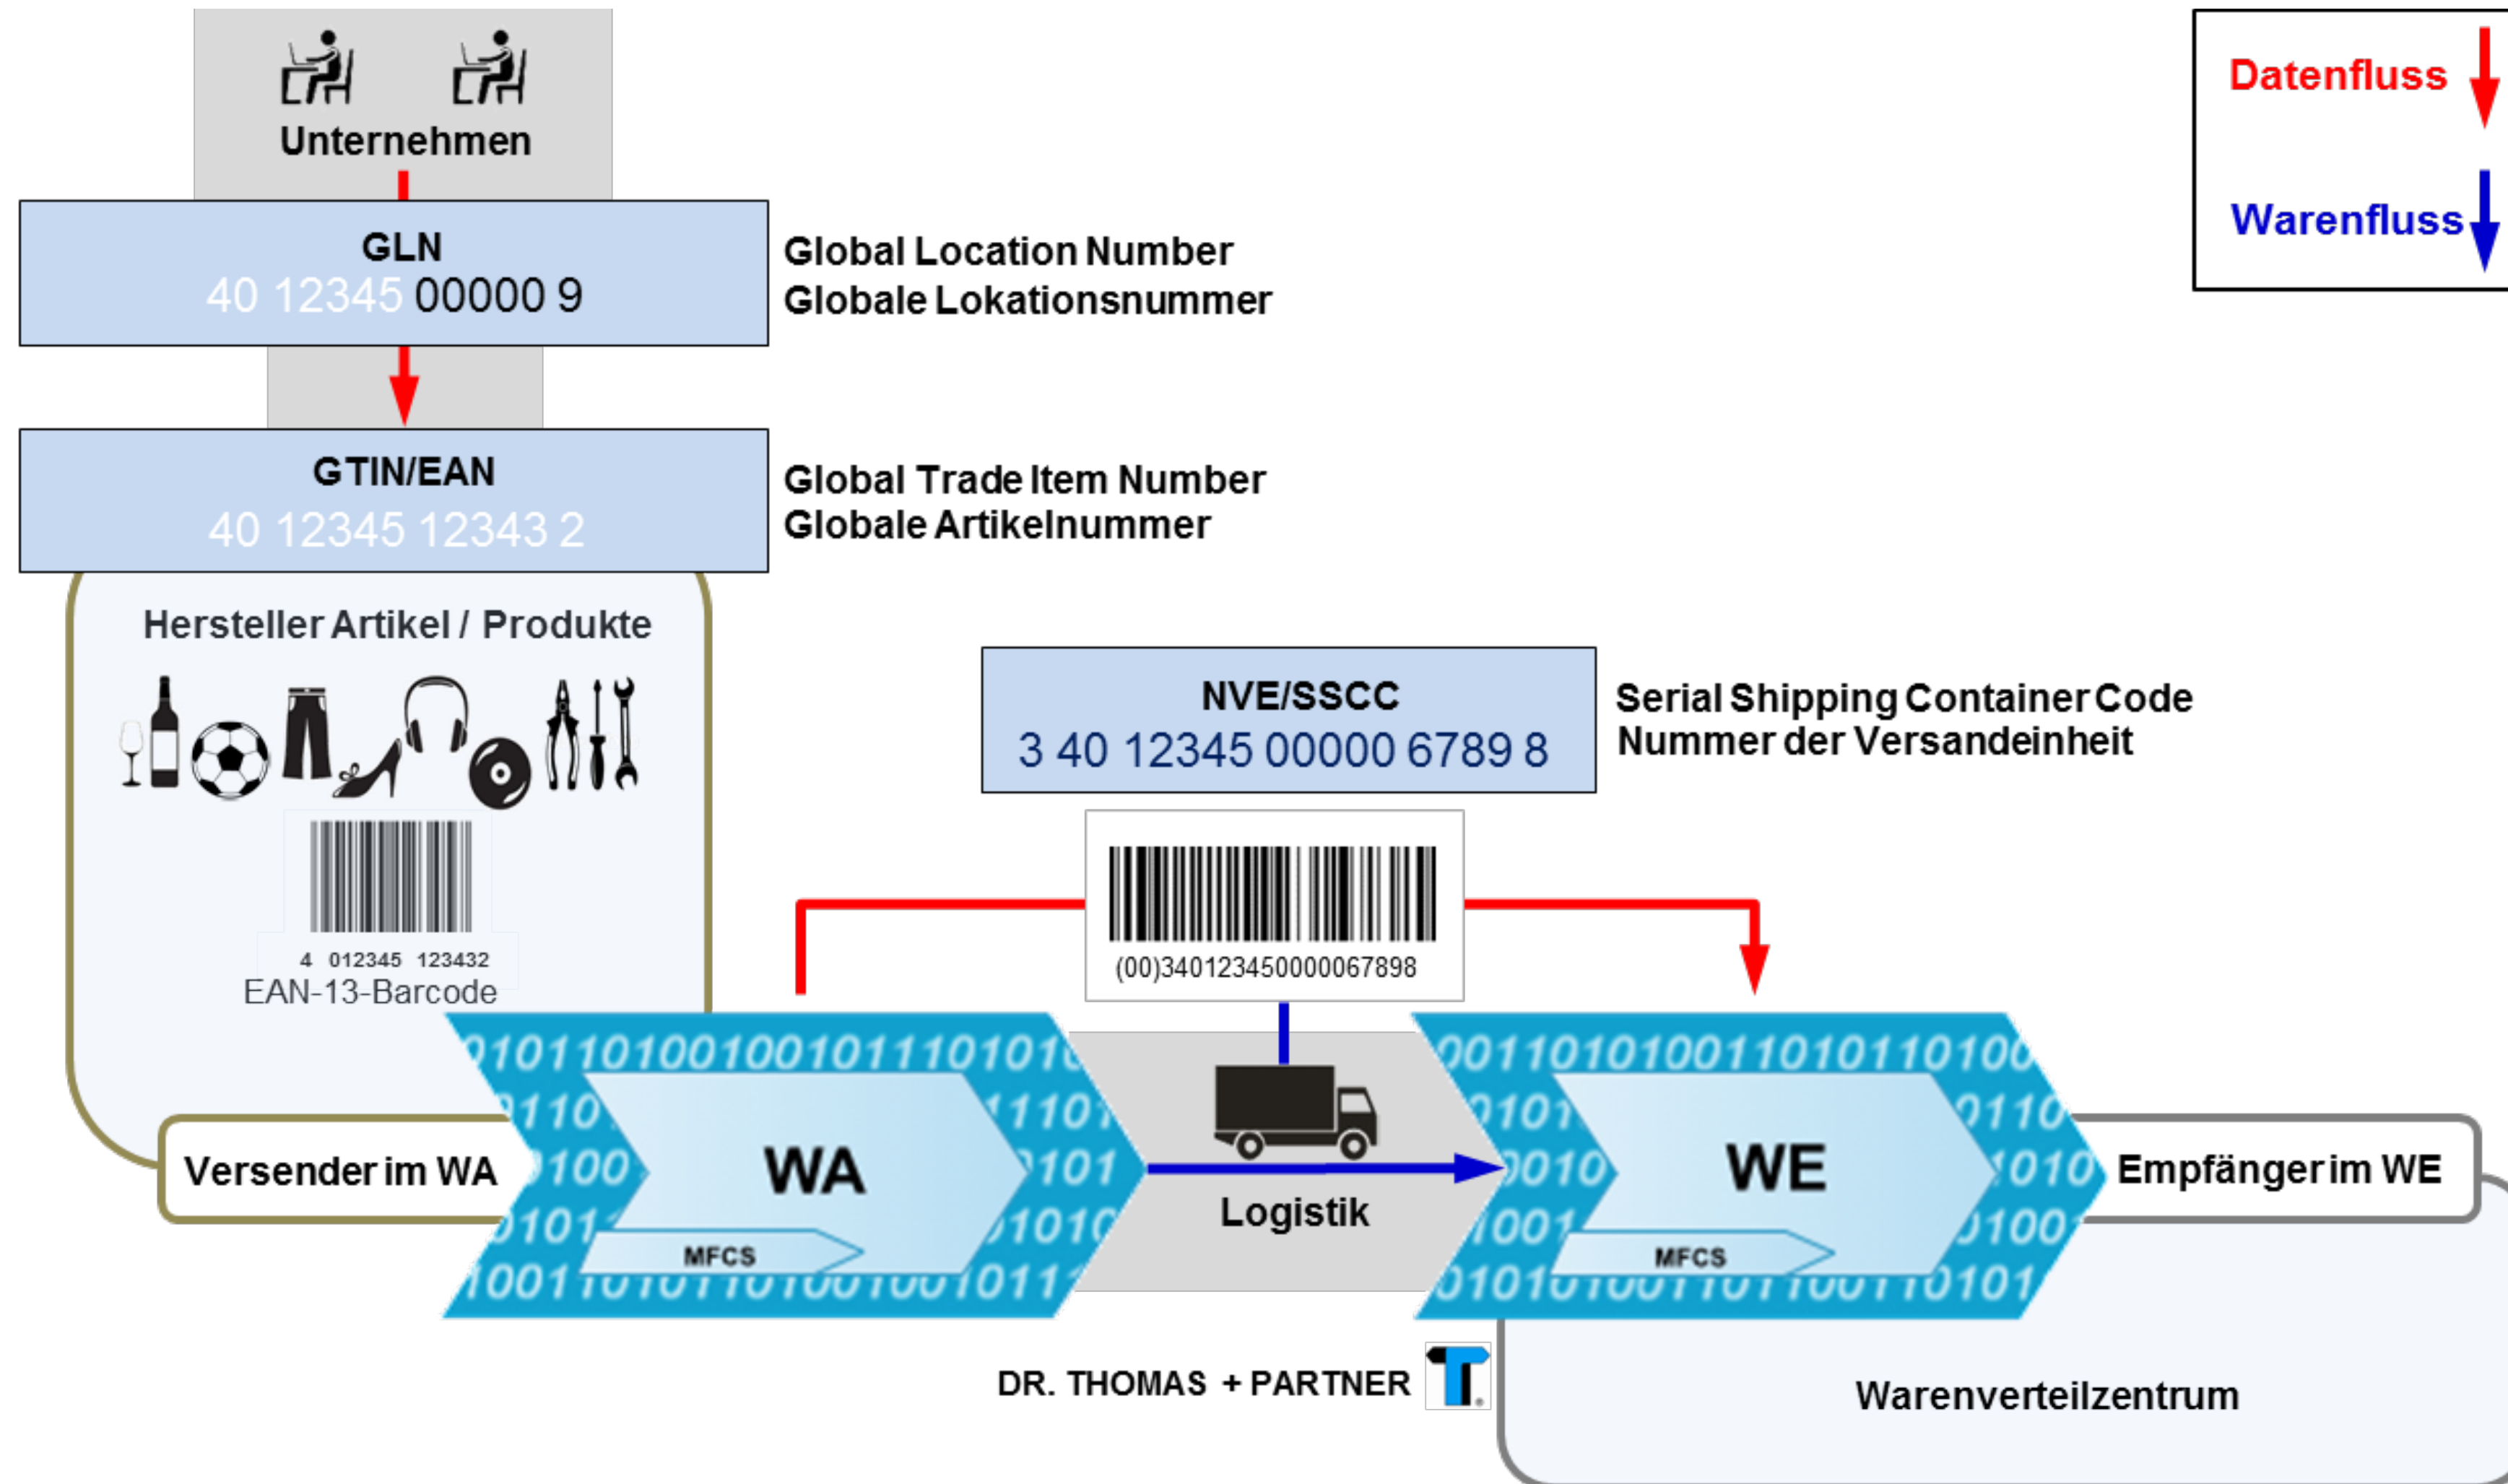 Unternehmen
Datenfluss
Warenfluss
GLN
40 12345 00000 9
Global Location Number
Globale Lokationsnummer
GTIN/EAN
40 12345 12343 2
Global Trade Item Number
Globale Artikelnummer
Hersteller Artikel / Produkte
4 012345 123432
EAN-13-Barcode
NVE/SSCC
3 40 12345 00000 6789 8
Serial Shipping Container Code
Nummer der Versandeinheit
(00)340123450000067898
Versender im WA
WA
MFCS
Logistik
WE
MFCS
Empfänger im WE
DR. THOMAS + PARTNER
Warenverteilzentrum